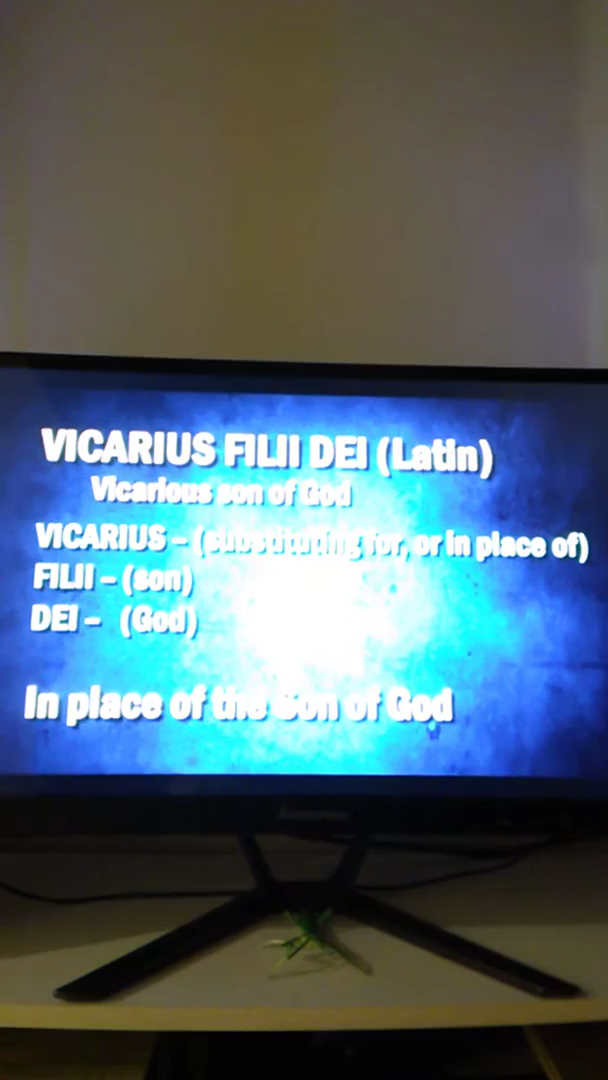 VICARIUS FILII DEI (Latin)
Vicarious son of God
VICARIUS – (substituting for, or in place of)
FILII – (son)
DEI – (God)
In place of the Son of God